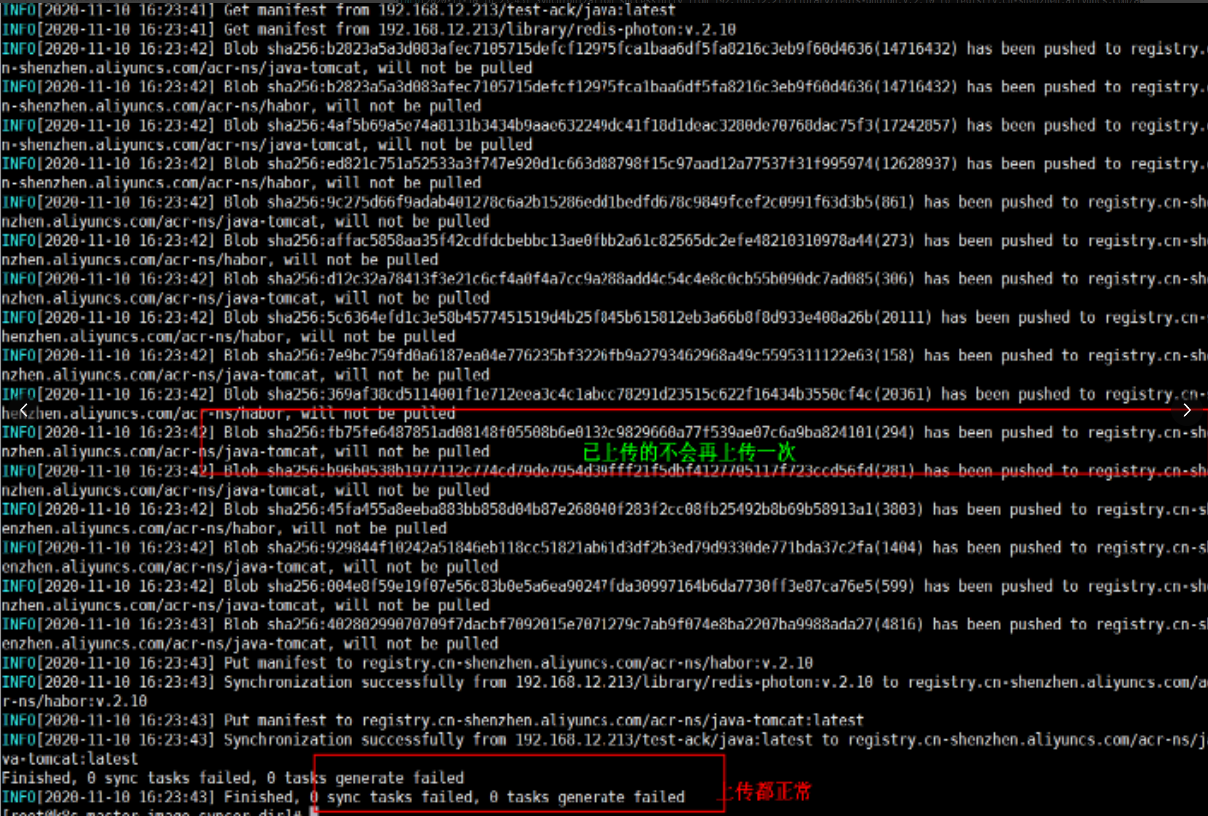 INFO[2020-11-10 16:23:41] Get manifest from 192.168.12.213/test-ack/java:latest
INFO[2020-11-10 16:23:41] Get manifest from 192.168.12.213/library/redis-photon:v.2.10
INFO[2020-11-10 16:23:42] Blob sha256:b2823a5a3d083afec7105715defcf12975fca1baa6df5fa8216c3eb9f60d4636(14716432) has been pushed to registry.
n-shenzhen.aliyuncs.com/acr-ns/java-tomcat, will not be pulled
INFO[2020-11-10 16:23:42] Blob sha256:b2823a5a3d083afec7105715defcf12975fca1baa6df5fa8216c3eb9f60d4636(14716432) has been pushed to registry.
n-shenzhen.aliyuncs.com/acr-ns/habor, will not be pulled
INFO[2020-11-10 16:23:42] Blob sha256:4af5b69a5e74a8131b3434b9aae632249dc41f18d1deac3280de70768dac75f3(17242857) has been pushed to registry.
n-shenzhen.aliyuncs.com/acr-ns/java-tomcat, will not be pulled
INFO[2020-11-10 16:23:42] Blob sha256:ed821c751a52533a3f747e920d1c663d88798f15c97aad12a77537f31f995974(12628937) has been pushed to registry.
n-shenzhen.aliyuncs.com/acr-ns/habor, will not be pulled
INFO[2020-11-10 16:23:42] Blob sha256:9c275d66f9adab401278c6a2b15286edd1bedfd678c9849fcef2c0991f63d3b5(861) has been pushed to registry.cn-she
nzhen.aliyuncs.com/acr-ns/java-tomcat, will not be pulled
INFO[2020-11-10 16:23:42] Blob sha256:affac5858aa35f42cdfdcbebbc13ae0fbb2a61c82565dc2efe48210310978a44(273) has been pushed to registry.cn-sh
nzhen.aliyuncs.com/acr-ns/habor, will not be pulled
INFO[2020-11-10 16:23:42] Blob sha256:d12c32a78413f3e21c6cf4a0f4a7cc9a288add4c54c4e8c0cb55b090dc7ad085(306) has been pushed to registry.cn-sh
nzhen.aliyuncs.com/acr-ns/java-tomcat, will not be pulled
INFO[2020-11-10 16:23:42] Blob sha256:5c6364efd1c3e58b4577451519d4b25f845b615812eb3a66b8f8d933e408a26b(20111) has been pushed to registry.cn-
henzhen.aliyuncs.com/acr-ns/habor, will not be pulled
INFO[2020-11-10 16:23:42] Blob sha256:7e9bc759fd0a6187ea04e776235bf3226fb9a2793462968a49c5595311122e63(158) has been pushed to registry.cn-sh
nzhen.aliyuncs.com/acr-ns/java-tomcat, will not be pulled
INFO[2020-11-10 16:23:42] Blob sha256:369af38cd5114001f1e712eea3c4c1abcc78291d23515c622f16434b3550cf4c(20361) has been pushed to registry.cn-
henzhen.aliyuncs.com/acr-ns/habor, will not be pulled
INFO[2020-11-10 16:23:42] Blob sha256:fb75fe6487851ad08148f05508b6e0132c9829660a77f539ae07c6a9ba824101(294) has been pushed to registry.cn-sh
nzhen.aliyuncs.com/acr-ns/java-tomcat, will not be pulled 已上传的不会再上传一次
INFO[2020-11-10 16:23:42] Blob sha256:b96b0538b1977112c774cd79de7954d39fff21f5dbf4127705117f723ccd56fd(281) has been pushed to registry.cn-sh
nzhen.aliyuncs.com/acr-ns/java-tomcat, will not be pulled
INFO[2020-11-10 16:23:42] Blob sha256:45fa455a8eeba883bb858d04b87e268040f283f2cc08fb25492b8b69b58913a1(3803) has been pushed to registry.cn-s
enzhen.aliyuncs.com/acr-ns/habor, will not be pulled
INFO[2020-11-10 16:23:42] Blob sha256:929844f10242a51846eb118cc51821ab61d3df2b3ed79d9330de771bda37c2fa(1404) has been pushed to registry.cn-s
enzhen.aliyuncs.com/acr-ns/java-tomcat, will not be pulled
INFO[2020-11-10 16:23:42] Blob sha256:004e8f59e19f07e56c83b0e5a6ea90247fda30997164b6da7730ff3e87ca76e5(599) has been pushed to registry.cn-sh
nzhen.aliyuncs.com/acr-ns/java-tomcat, will not be pulled
INFO[2020-11-10 16:23:42] Blob sha256:40280299070709f7dacbf7092015e7071279c7ab9f074e8ba2207ba9988ada27(4816) has been pushed to registry.cn-s
enzhen.aliyuncs.com/acr-ns/java-tomcat, will not be pulled
INFO[2020-11-10 16:23:43] Put manifest to registry.cn-shenzhen.aliyuncs.com/acr-ns/habor:v.2.10
INFO[2020-11-10 16:23:43] Synchronization successfully from 192.168.12.213/library/redis-photon:v.2.10 to registry.cn-shenzhen.aliyuncs.com/a
r-ns/habor:v.2.10
INFO[2020-11-10 16:23:43] Put manifest to registry.cn-shenzhen.aliyuncs.com/acr-ns/java-tomcat:latest
INFO[2020-11-10 16:23:43] Synchronization successfully from 192.168.12.213/test-ack/java:latest to registry.cn-shenzhen.aliyuncs.com/acr-ns/j
va-tomcat:latest
Finished, 0 sync tasks failed, 0 tasks generate failed
INFO[2020-11-10 16:23:43] Finished, 0 sync tasks failed, 0 tasks generate failed 上传都正常